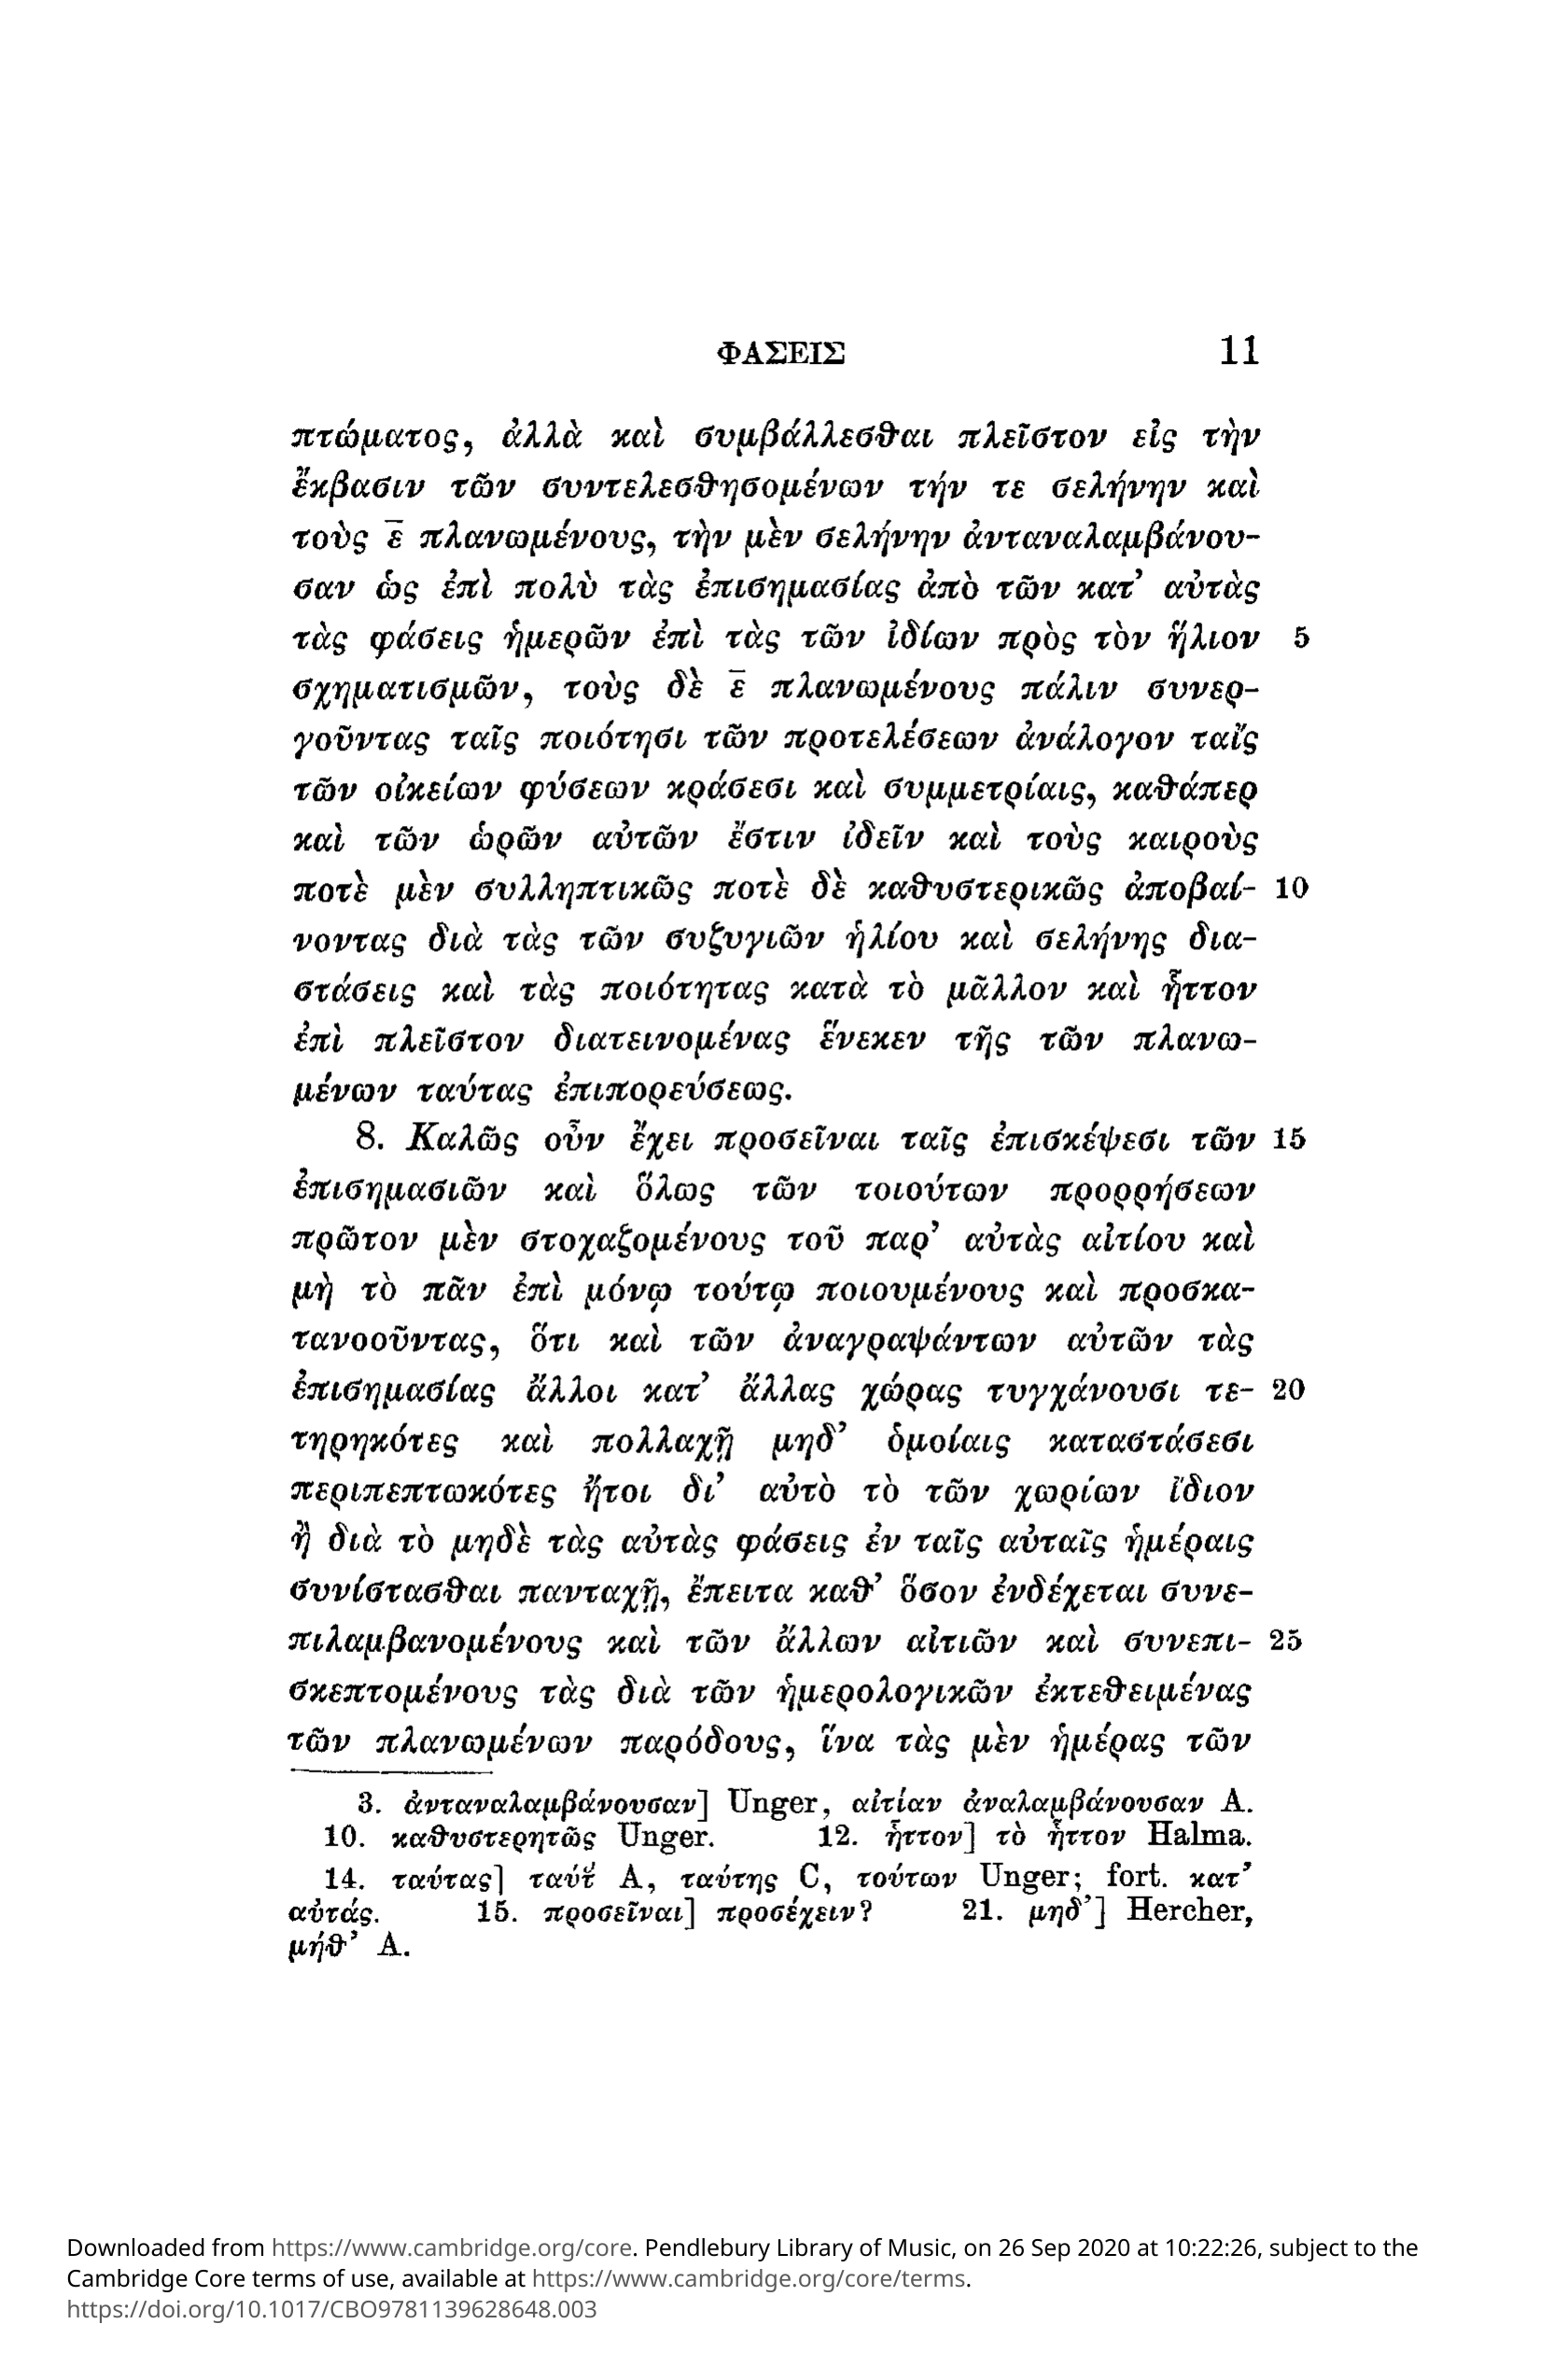 ΦΑΣΕΙΣ 11
πτώματος, ἀλλὰ καὶ συμβάλλεσθαι πλεῖστον εἰς τὴν
ἔκβασιν τῶν συντελεσθησομένων τήν τε σελήνην καὶ
τοὺς ε̄ πλανωμένους, τὴν μὲν σελήνην ἀνταναλαμβάνου-
σαν ὡς ἐπὶ πολὺ τὰς ἐπισημασίας ἀπὸ τῶν κατ’ αὐτὰς
τὰς φάσεις ἡμερῶν ἐπὶ τὰς τῶν ἰδίων πρὸς τὸν ἥλιον 5
σχηματισμῶν, τοὺς δὲ ε̄ πλανωμένους πάλιν συνερ-
γοῦντας ταῖς ποιότησι τῶν προτελέσεων ἀνάλογον ταῖς
τῶν οἰκείων φύσεων κράσεσι καὶ συμμετρίαις, καθάπερ
καὶ τῶν ὡρῶν αὐτῶν ἔστιν ἰδεῖν καὶ τοὺς καιροὺς
ποτὲ μὲν συλληπτικῶς ποτὲ δὲ καθυστερικῶς ἀποβαί- 10
νοντας διὰ τὰς τῶν συζυγιῶν ἡλίου καὶ σελήνης δια-
στάσεις καὶ τὰς ποιότητας κατὰ τὸ μᾶλλον καὶ ἧττον
ἐπὶ πλεῖστον διατεινομένας ἕνεκεν τῆς τῶν πλανω-
μένων ταύτας ἐπιπορεύσεως.
8. Καλῶς οὖν ἔχει προσεῖναι ταῖς ἐπισκέψεσι τῶν 15
ἐπισημασιῶν καὶ ὅλως τῶν τοιούτων προρρήσεων
πρῶτον μὲν στοχαζομένους τοῦ παρ’ αὐτὰς αἰτίου καὶ
μὴ τὸ πᾶν ἐπὶ μόνῳ τούτῳ ποιουμένους καὶ προσκα-
τανοοῦντας, ὅτι καὶ τῶν ἀναγραψάντων αὐτῶν τὰς
ἐπισημασίας ἄλλοι κατ’ ἄλλας χώρας τυγχάνουσι τε- 20
τηρηκότες καὶ πολλαχῇ μηδ’ ὁμοίαις καταστάσεσι
περιπεπτωκότες ἤτοι δι’ αὐτὸ τὸ τῶν χωρίων ἴδιον
ἢ διὰ τὸ μηδὲ τὰς αὐτὰς φάσεις ἐν ταῖς αὐταῖς ἡμέραις
συνίστασθαι πανταχῇ, ἔπειτα καθ’ ὅσον ἐνδέχεται συνε-
πιλαμβανομένους καὶ τῶν ἄλλων αἰτιῶν καὶ συνεπι- 25
σκεπτομένους τὰς διὰ τῶν ἡμερολογικῶν ἐκτεθειμένας
τῶν πλανωμένων παρόδους, ἵνα τὰς μὲν ἡμέρας τῶν
3. ἀνταναλαμβάνουσαν] Unger, αἰτίαν ἀναλαμβάνουσαν A.
10. καθυστερητῶς Unger. 12. ἧττον] τὸ ἧττον Halma.
14. ταύτας] A, ταύτης C, τούτων Unger; fort. κατ’
αὐτάς. 15. προσεῖναι] προσέχειν? 21. μηδ’] Hercher,
μήθ’ A.
Downloaded from https://www.cambridge.org/core. Pendlebury Library of Music, on 26 Sep 2020 at 10:22:26, subject to the
Cambridge Core terms of use, available at https://www.cambridge.org/core/terms.
https://doi.org/10.1017/CBO9781139628648.003